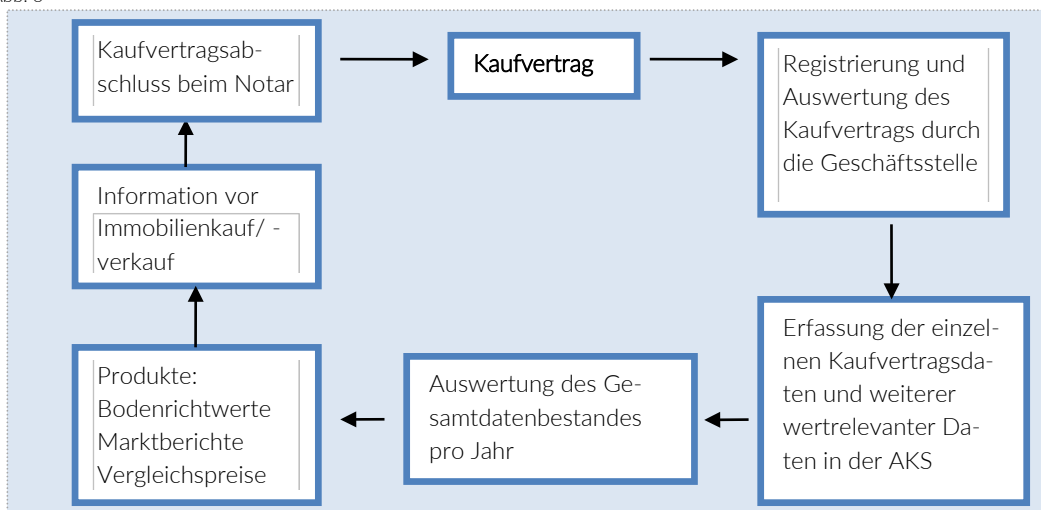 Kaufvertragsab-
schluss beim Notar
Kaufvertrag
Registrierung und
Auswertung des
Kaufvertrags durch
die Geschäftsstelle
Erfassung der einzel-
nen Kaufvertragsda-
ten und weiterer
wertrelevanter Da-
ten in der AKS
Auswertung des Ge-
samtdatenbestandes
pro Jahr
Produkte:
Bodenrichtwerte
Marktberichte
Vergleichspreise
Information vor
Immobilienkauf/ -
verkauf